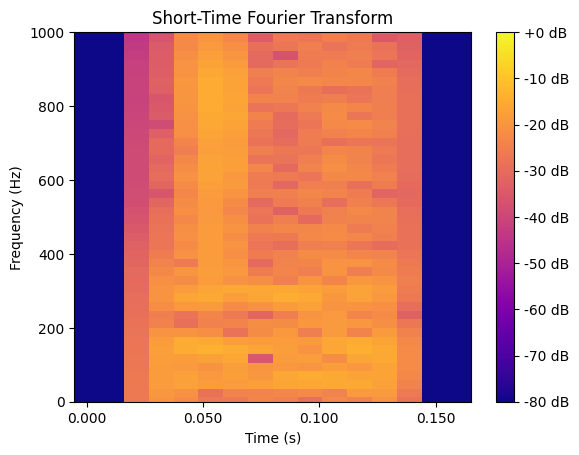 Short-Time Fourier Transform
1000
800
600
400
200
0
Frequency (Hz)
0.000
0.050
0.100
0.150
Time (s)
+0 dB
-10 dB
-20 dB
-30 dB
-40 dB
-50 dB
-60 dB
-70 dB
-80 dB